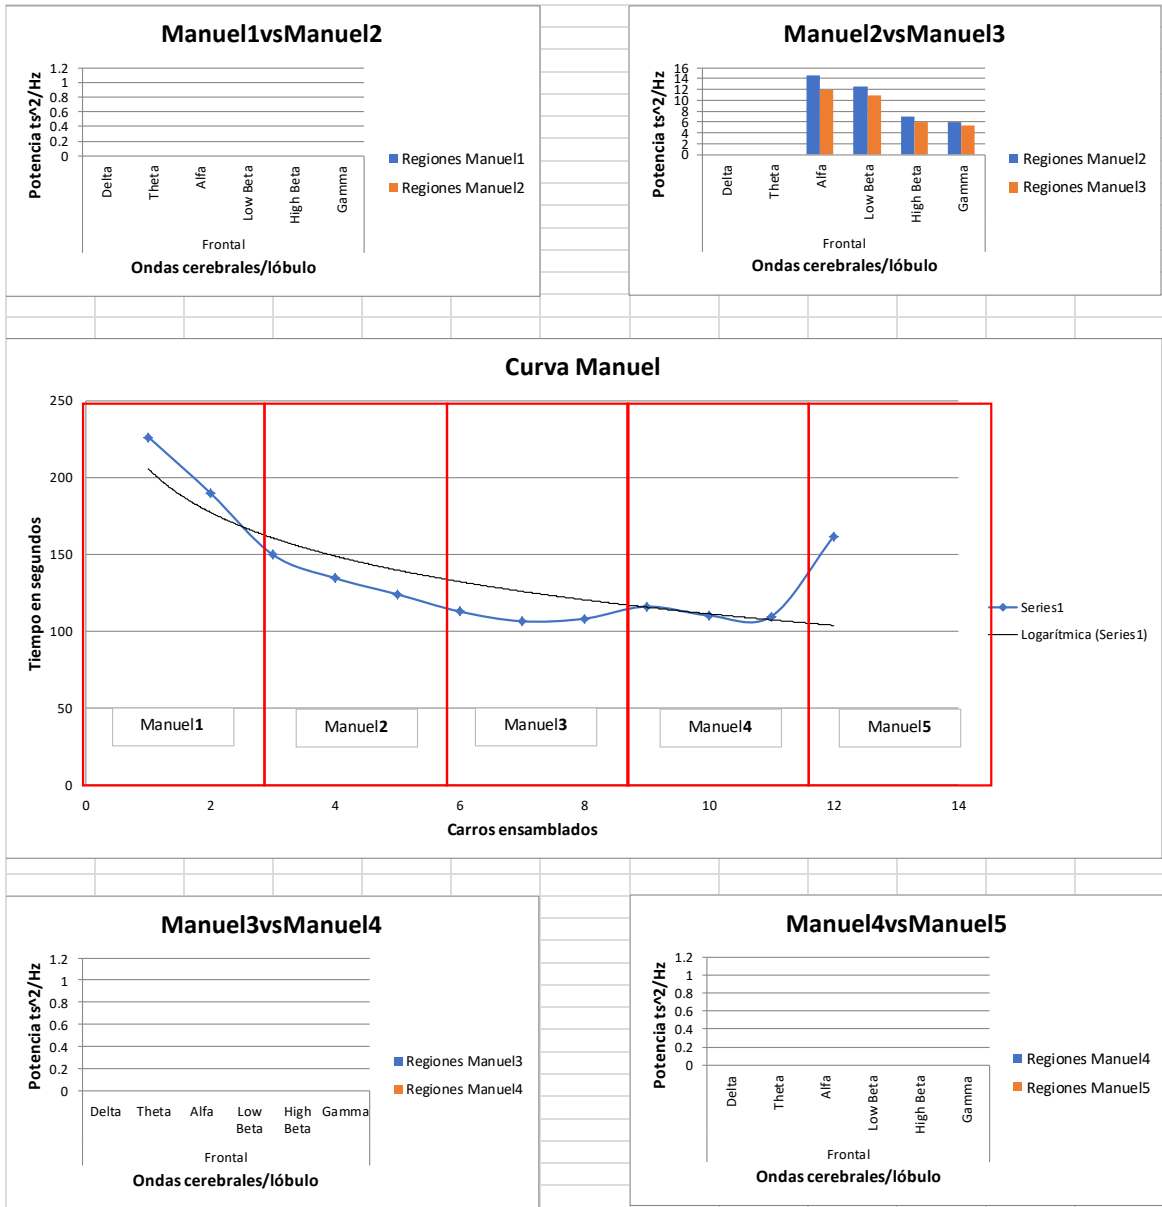 Manuel1vsManuel2
Potencia ts^2/Hz
1.2
1
0.8
0.6
0.4
0.2
0
Delta
Theta
Alfa
Low Beta
High Beta
Gamma
Frontal
Ondas cerebrales/lóbulo
Regiones Manuel1
Regiones Manuel2
Manuel2vsManuel3
Potencia ts^2/Hz
16
14
12
10
8
6
4
2
0
Delta
Theta
Alfa
Low Beta
High Beta
Gamma
Frontal
Ondas cerebrales/lóbulo
Regiones Manuel2
Regiones Manuel3
Curva Manuel
Tiempo en segundos
250
200
150
100
50
0
Manuel1
Manuel2
Manuel3
Manuel4
Manuel5
0 2 4 6 8 10 12 14
Carros ensamblados
Series1
Logarítmica (Series1)
Manuel3vsManuel4
Potencia ts^2/Hz
1.2
1
0.8
0.6
0.4
0.2
0
Delta Theta Alfa Low High Gamma
Beta Beta
Frontal
Ondas cerebrales/lóbulo
Regiones Manuel3
Regiones Manuel4
Manuel4vsManuel5
Potencia ts^2/Hz
1.2
1
0.8
0.6
0.4
0.2
0
Delta
Theta
Alfa
Low Beta
High Beta
Gamma
Frontal
Ondas cerebrales/lóbulo
Regiones Manuel4
Regiones Manuel5